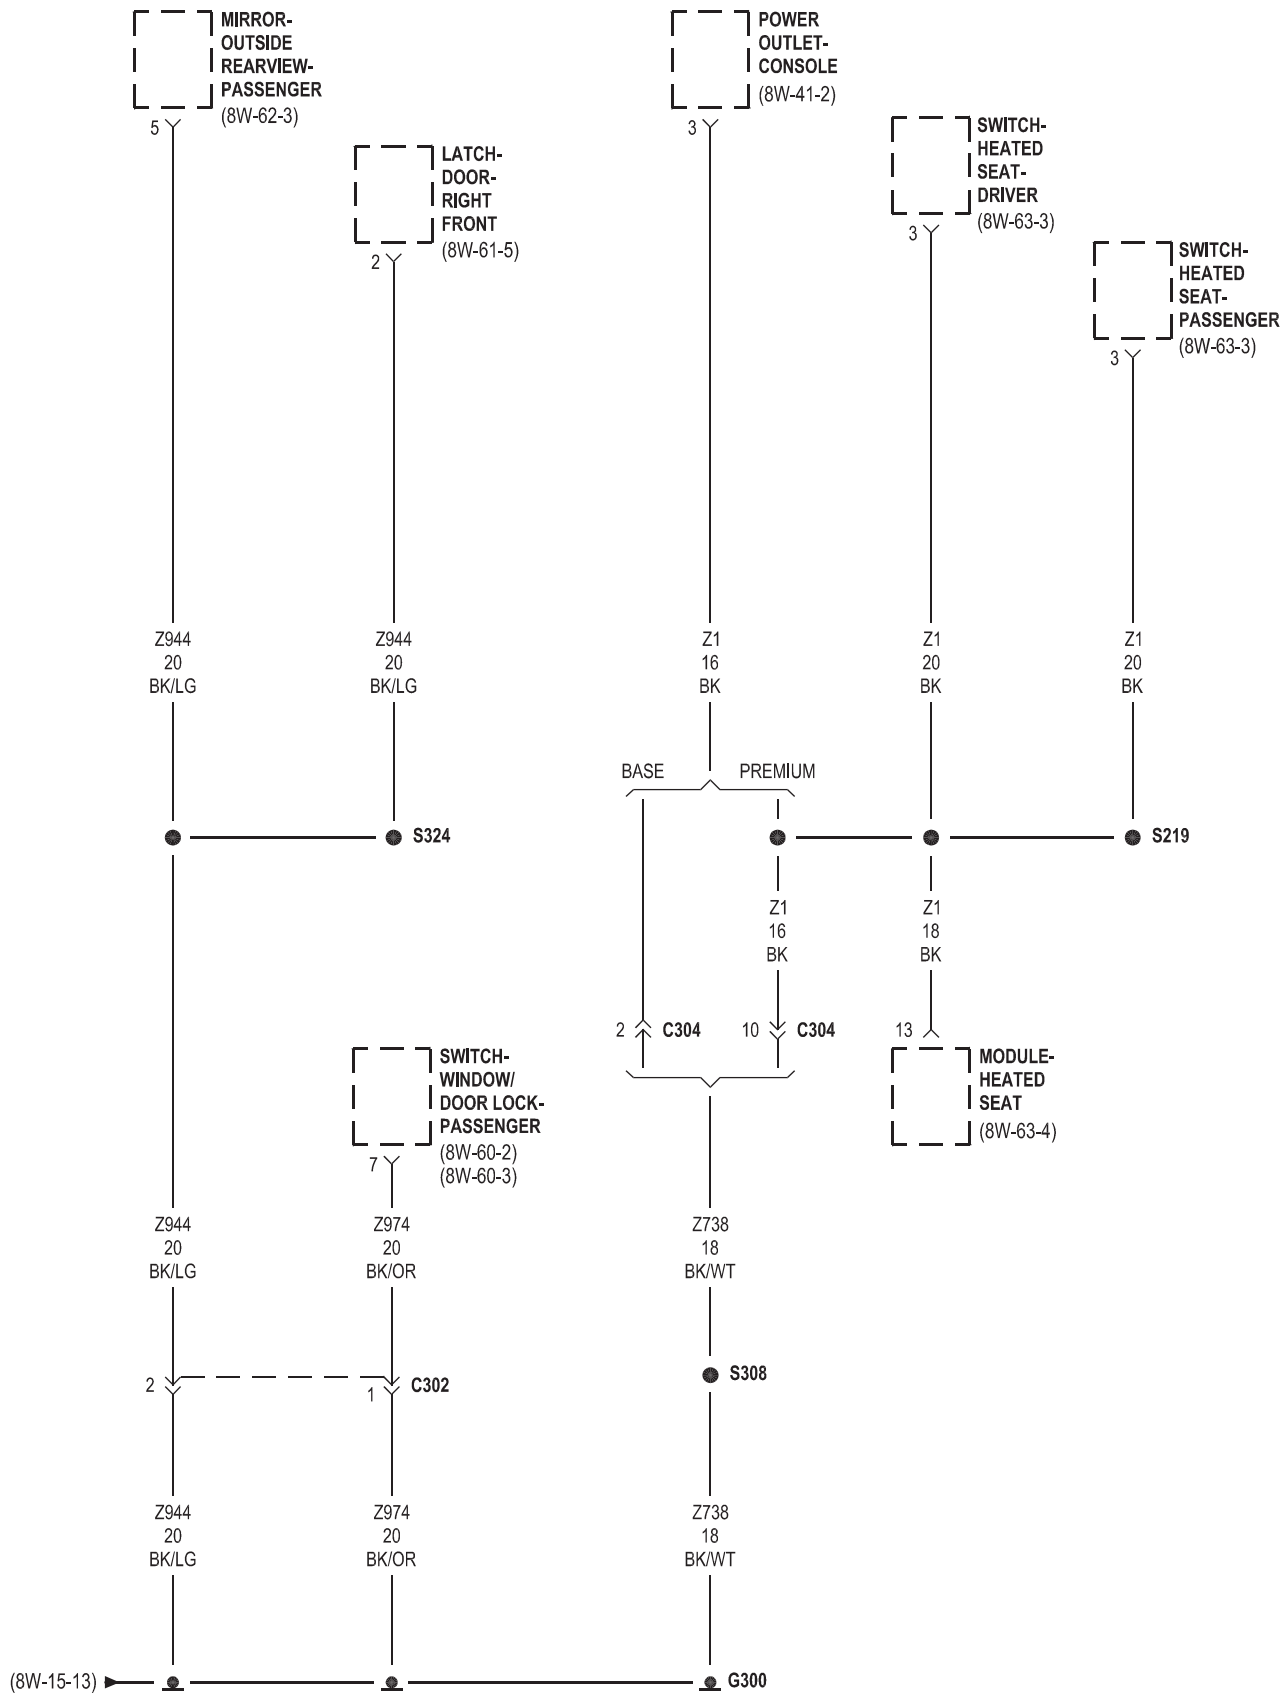 MIRROR-
OUTSIDE
REARVIEW-
PASSENGER
(8W-62-3)
5
LATCH-
DOOR-
RIGHT
FRONT
(8W-61-5)
2
POWER
OUTLET-
CONSOLE
(8W-41-2)
3
SWITCH-
HEATED
SEAT-
DRIVER
(8W-63-3)
3
SWITCH-
HEATED
SEAT-
PASSENGER
(8W-63-3)
3
Z944
20
BK/LG
Z944
20
BK/LG
Z1
16
BK
Z1
20
BK
Z1
20
BK
BASE
PREMIUM
S324
S219
Z1
16
BK
Z1
18
BK
2
C304
10
C304
13
SWITCH-
WINDOW/
DOOR LOCK-
PASSENGER
(8W-60-2)
(8W-60-3)
7
MODULE-
HEATED
SEAT
(8W-63-4)
Z944
20
BK/LG
Z974
20
BK/OR
Z738
18
BK/WT
2
1
C302
S308
Z944
20
BK/LG
Z974
20
BK/OR
Z738
18
BK/WT
(8W-15-13)
G300